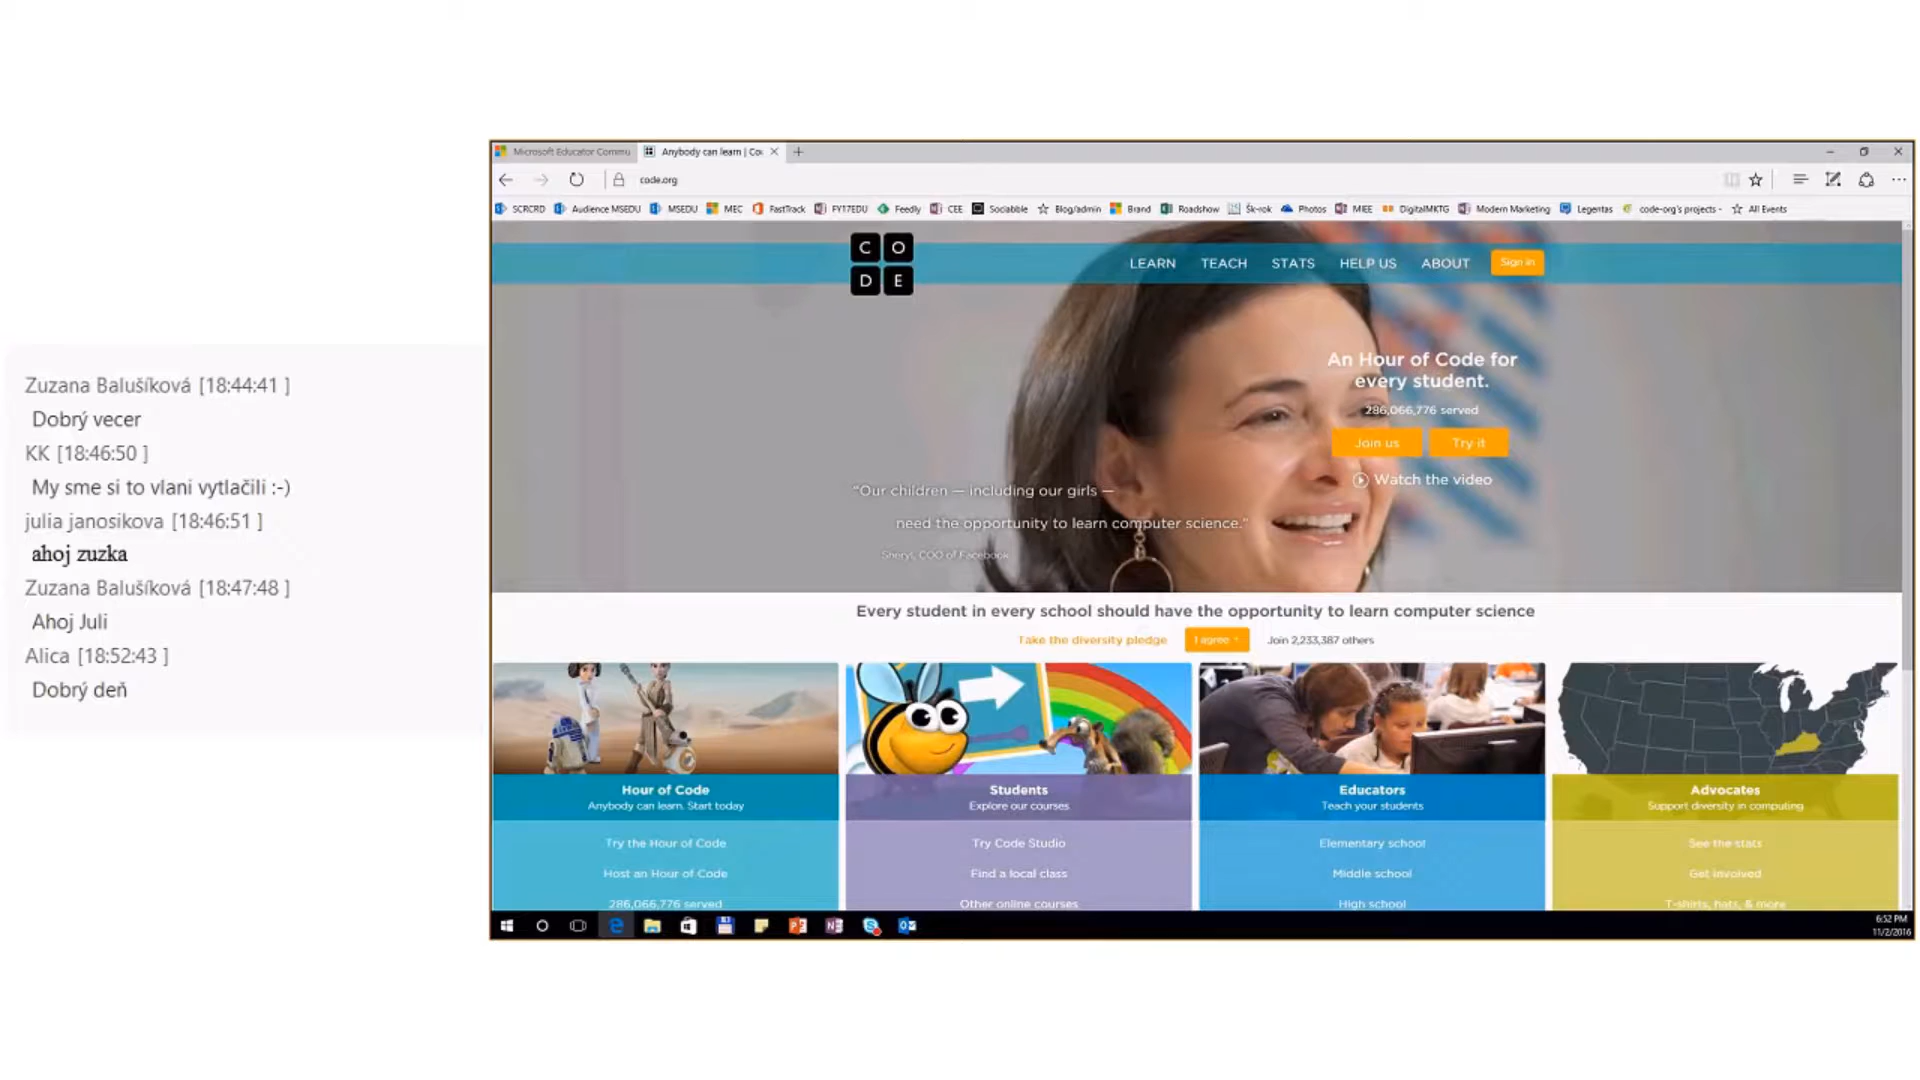 Zuzana Balušíková [18:44:41 ]
Dobrý vecer
KK [18:46:50 ]
My sme si to vlani vytlačili :-)
julia janosikova [18:46:51 ]
ahoj zuzka
Zuzana Balušíková [18:47:48 ]
Ahoj Juli
Alica [18:52:43 ]
Dobrý deň
Microsoft Educator Commu
Anybody can learn | Co
code.org
SCRCRD Audience MSEDU MSEDU MEC FastTrack FY17EDU Feedly CEE Sociabble Blog/admin Brand Roadshow Šk-rok Photos MIEE DigitalMKTG Modern Marketing Legentas code-org's projects - All Events
C O
D E
LEARN TEACH STATS HELP US ABOUT Sign in
An Hour of Code for
every student.
286,066,776 served
Join us Try it
Watch the video
"Our children — including our girls —
need the opportunity to learn computer science."
Sheryl, COO of Facebook
Every student in every school should have the opportunity to learn computer science
Take the diversity pledge I agree Join 2,233,387 others
Hour of Code
Anybody can learn. Start today
Try the Hour of Code
Host an Hour of Code
286,066,776 served
Students
Explore our courses
Try Code Studio
Find a local class
Other online courses
Educators
Teach your students
Elementary school
Middle school
High school
Advocates
Support diversity in computing
See the stats
Get involved
T-shirts, hats, & more
6:52 PM
11/2/2016